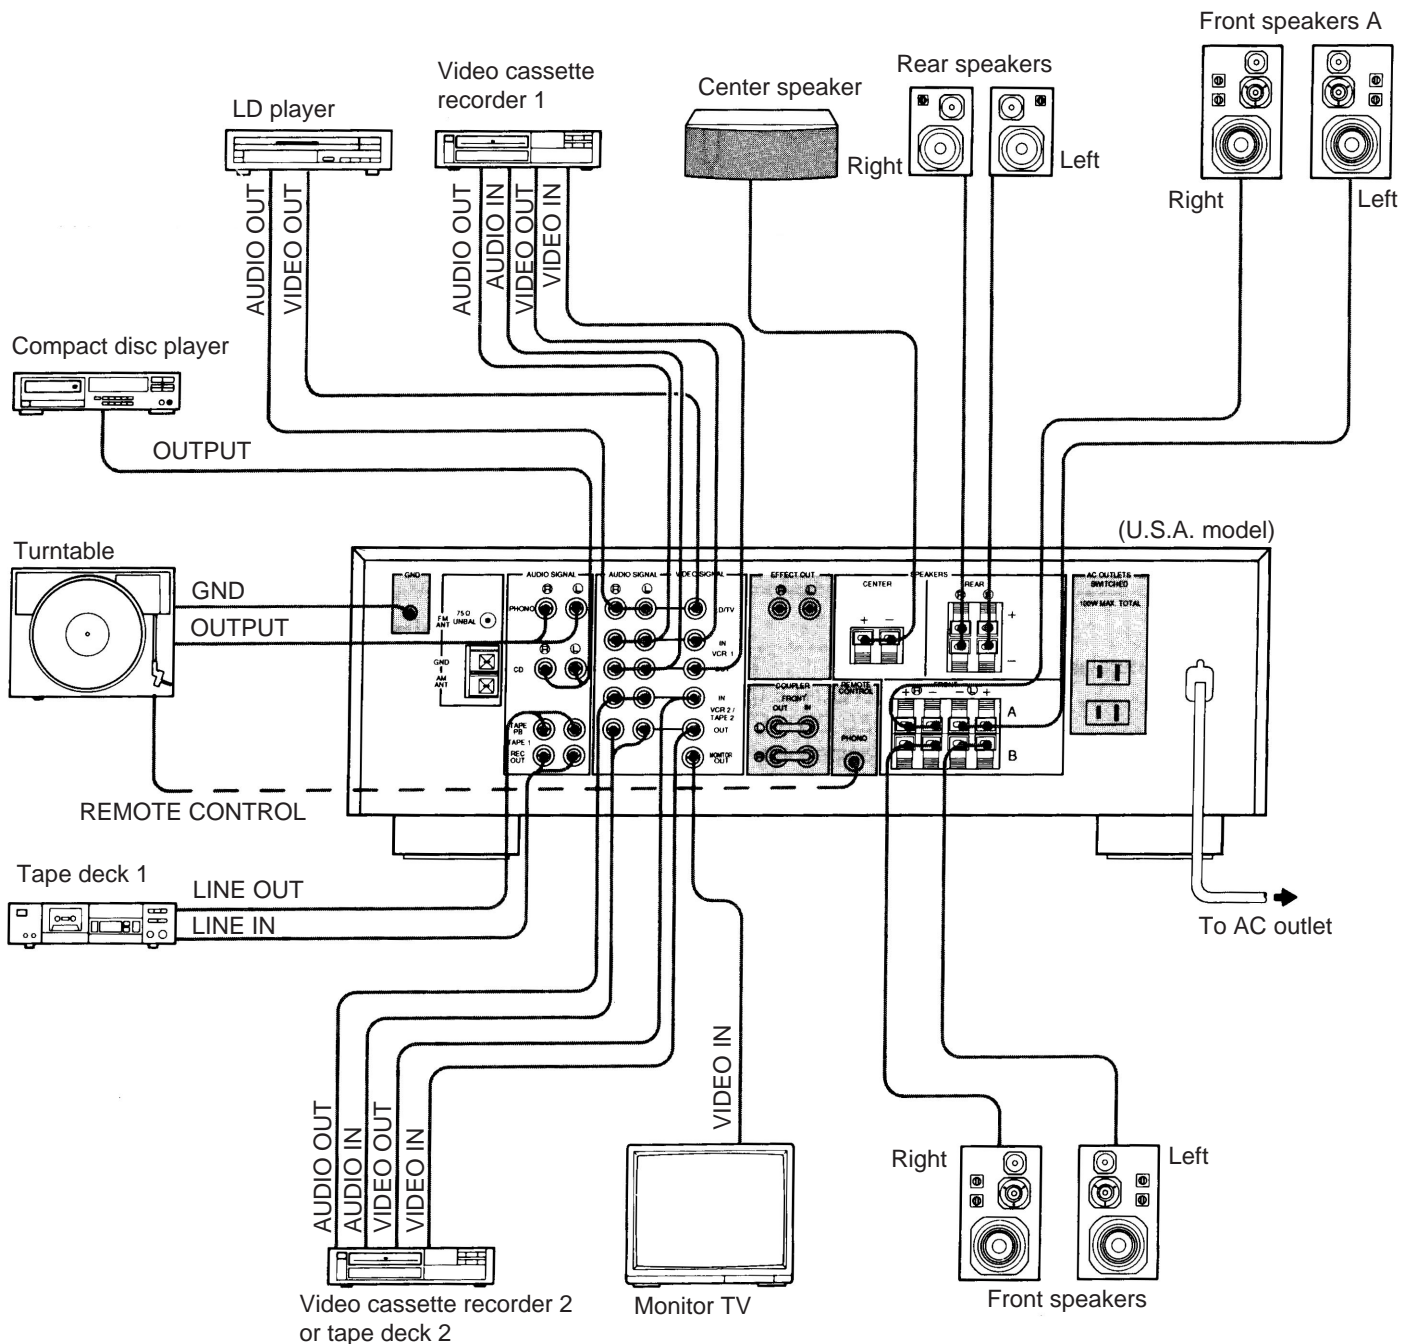 Front speakers A
Video cassette
recorder 1
Rear speakers
Center speaker
LD player
Right
Left
Right
Left
AUDIO OUT
VIDEO OUT
AUDIO OUT
AUDIO IN
VIDEO OUT
VIDEO IN
Compact disc player
OUTPUT
(U.S.A. model)
Turntable
GND
OUTPUT
GND
AUDIO SIGNAL
AUDIO SIGNAL
VIDEO SIGNAL
EFFECT OUT
SPEAKERS
CENTER
REAR
AC OUTLETS
SWITCHED
100W MAX. TOTAL
R
L
R
L
R
L
PHONO
LD/TV
75Ω
UNBAL
FM
ANT
+
−
+
−
IN
VCR 1
OUT
R
L
CD
GND
AM
ANT
COUPLER
FRONT
OUT
IN
REMOTE
CONTROL
FRONT
+ R − − L +
A
B
IN
VCR 2 /
TAPE 2
OUT
TAPE
PB
TAPE 1
REC
OUT
MONITOR
OUT
L
R
PHONO
REMOTE CONTROL
Tape deck 1
LINE OUT
LINE IN
To AC outlet
AUDIO OUT
AUDIO IN
VIDEO OUT
VIDEO IN
VIDEO IN
Right
Left
Video cassette recorder 2
or tape deck 2
Monitor TV
Front speakers